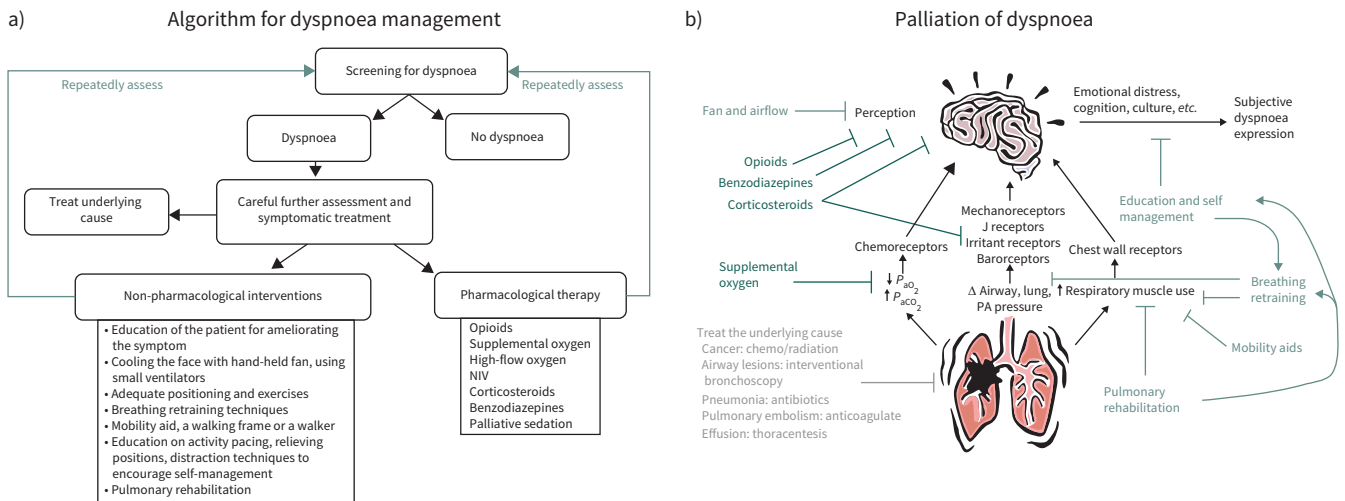 a)
Algorithm for dyspnoea management
Screening for dyspnoea
Repeatedly assess
Repeatedly assess
Dyspnoea
No dyspnoea
Treat underlying
cause
Careful further assessment and
symptomatic treatment
Non-pharmacological interventions
• Education of the patient for ameliorating
the symptom
• Cooling the face with hand-held fan, using
small ventilators
• Adequate positioning and exercises
• Breathing retraining techniques
• Mobility aid, a walking frame or a walker
• Education on activity pacing, relieving
positions, distraction techniques to
encourage self-management
• Pulmonary rehabilitation
Pharmacological therapy
Opioids
Supplemental oxygen
High-flow oxygen
NIV
Corticosteroids
Benzodiazepines
Palliative sedation
b)
Palliation of dyspnoea
Fan and airflow
Perception
Emotional distress,
cognition, culture, etc.
Subjective
dyspnoea
expression
Opioids
Benzodiazepines
Corticosteroids
Education and self
management
Mechanoreceptors
J receptors
Irritant receptors
Barorceptors
Chemoreceptors
Chest wall receptors
Supplemental
oxygen
↓ PaO2
↑ PaCO2
Δ Airway, lung,
PA pressure
↑ Respiratory muscle use
Breathing
retraining
Treat the underlying cause
Cancer: chemo/radiation
Airway lesions: interventional
bronchoscopy
Pneumonia: antibiotics
Pulmonary embolism: anticoagulate
Effusion: thoracentesis
Mobility aids
Pulmonary
rehabilitation